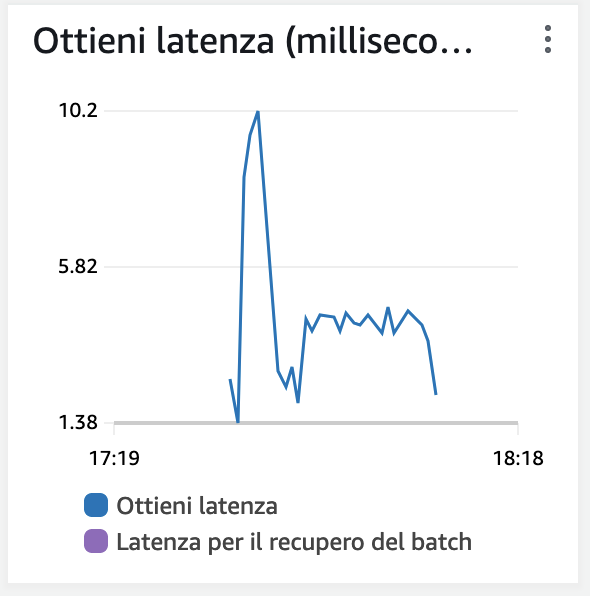 Ottieni latenza (milliseco...
10.2
5.82
1.38
17:19 18:18
Ottieni latenza
Latenza per il recupero del batch